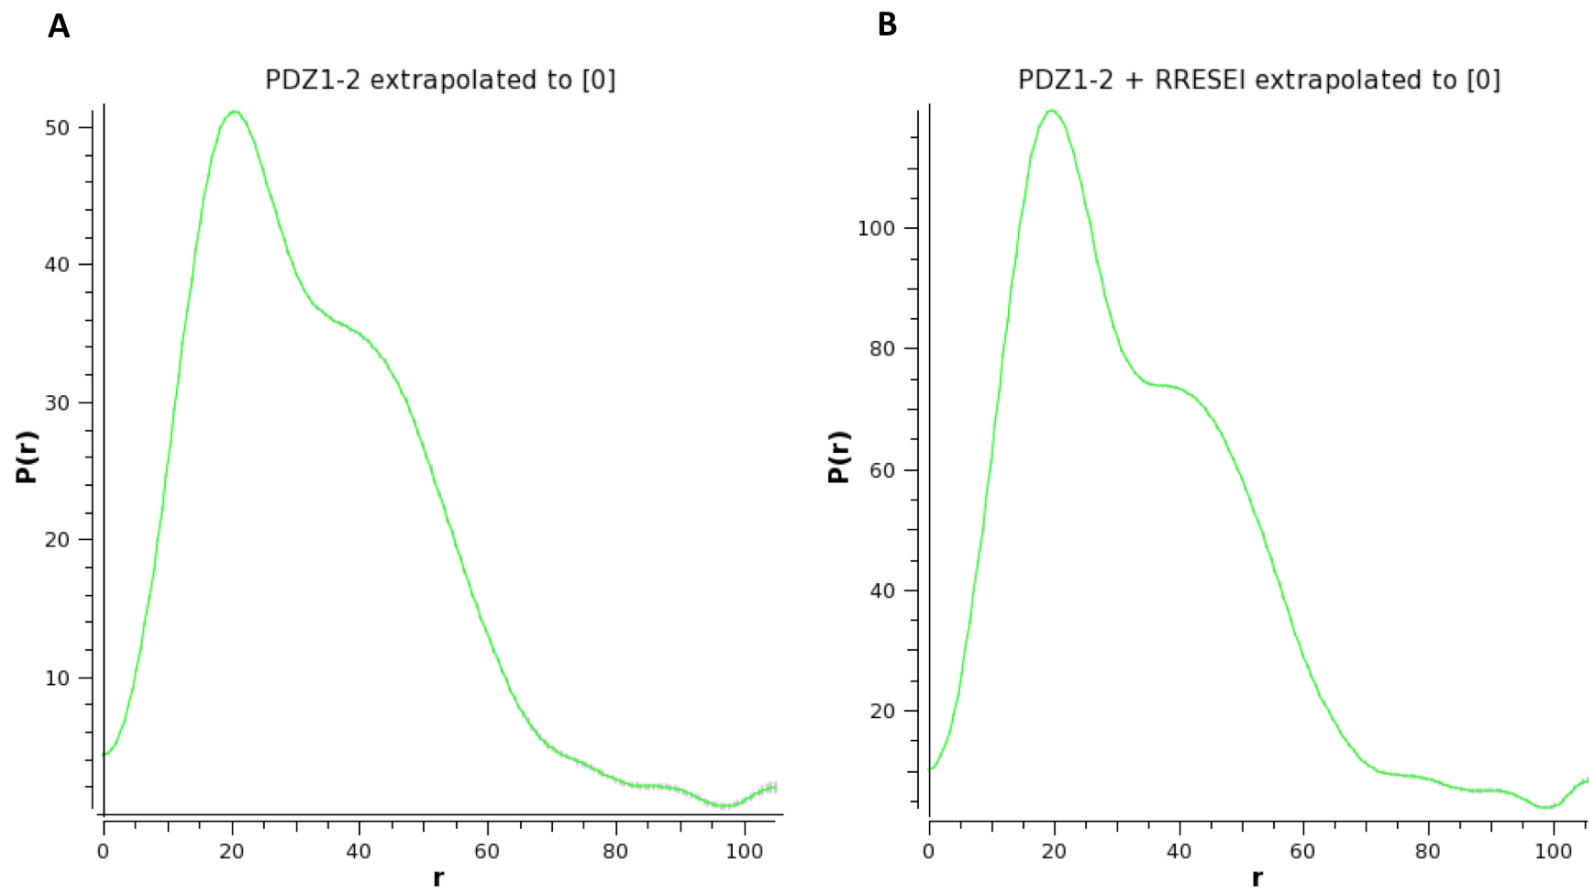 A
PDZ1-2 extrapolated to [0]
50
40
30
20
10
P(r)
0 20 40 60 80 100
r
B
PDZ1-2 + RRESEI extrapolated to [0]
100
80
60
40
20
P(r)
0 20 40 60 80 100
r